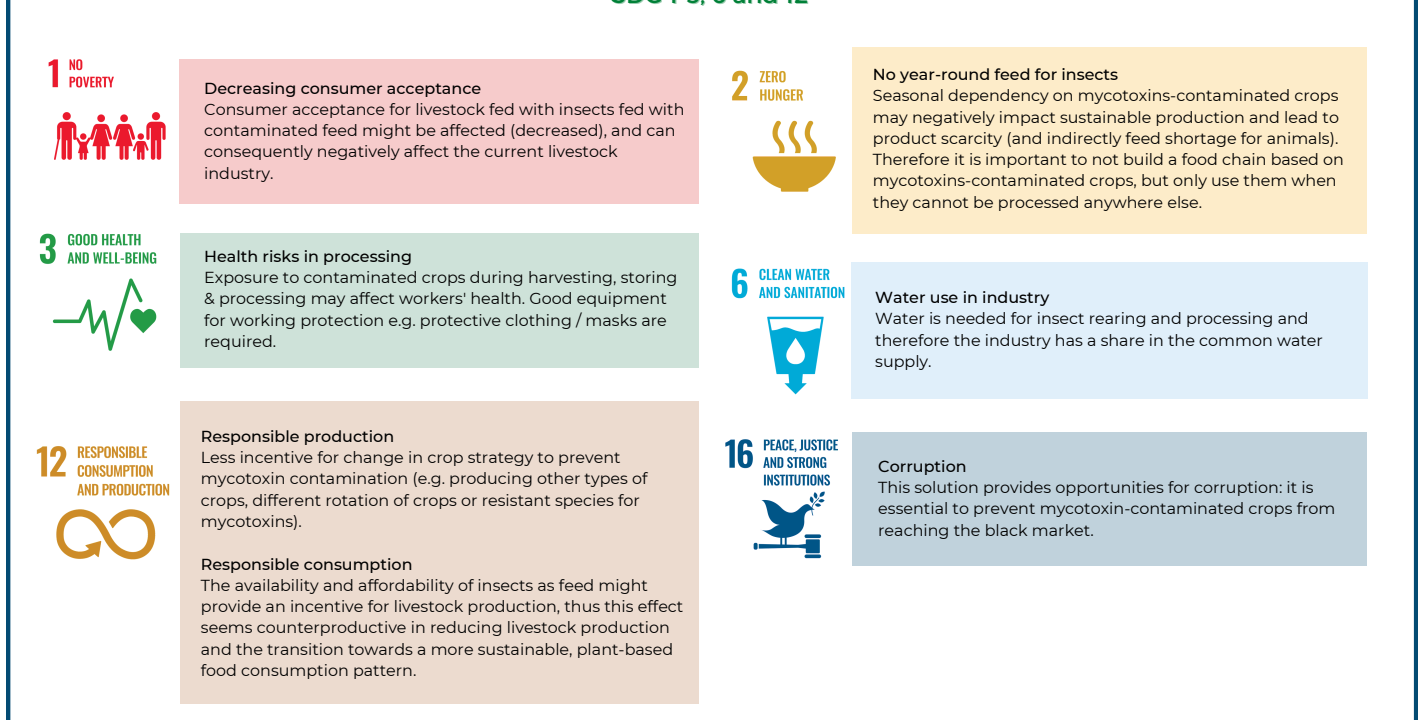 1 NO
POVERTY
Decreasing consumer acceptance
Consumer acceptance for livestock fed with insects fed with
contaminated feed might be affected (decreased), and can
consequently negatively affect the current livestock
industry.
2 ZERO
HUNGER
No year-round feed for insects
Seasonal dependency on mycotoxins-contaminated crops
may negatively impact sustainable production and lead to
product scarcity (and indirectly feed shortage for animals).
Therefore it is important to not build a food chain based on
mycotoxins-contaminated crops, but only use them when
they cannot be processed anywhere else.
3 GOOD HEALTH
AND WELL-BEING
Health risks in processing
Exposure to contaminated crops during harvesting, storing
& processing may affect workers' health. Good equipment
for working protection e.g. protective clothing / masks are
required.
6 CLEAN WATER
AND SANITATION
Water use in industry
Water is needed for insect rearing and processing and
therefore the industry has a share in the common water
supply.
12 RESPONSIBLE
CONSUMPTION
AND PRODUCTION
Responsible production
Less incentive for change in crop strategy to prevent
mycotoxin contamination (e.g. producing other types of
crops, different rotation of crops or resistant species for
mycotoxins).
Responsible consumption
The availability and affordability of insects as feed might
provide an incentive for livestock production, thus this effect
seems counterproductive in reducing livestock production
and the transition towards a more sustainable, plant-based
food consumption pattern.
16 PEACE, JUSTICE
AND STRONG
INSTITUTIONS
Corruption
This solution provides opportunities for corruption: it is
essential to prevent mycotoxin-contaminated crops from
reaching the black market.